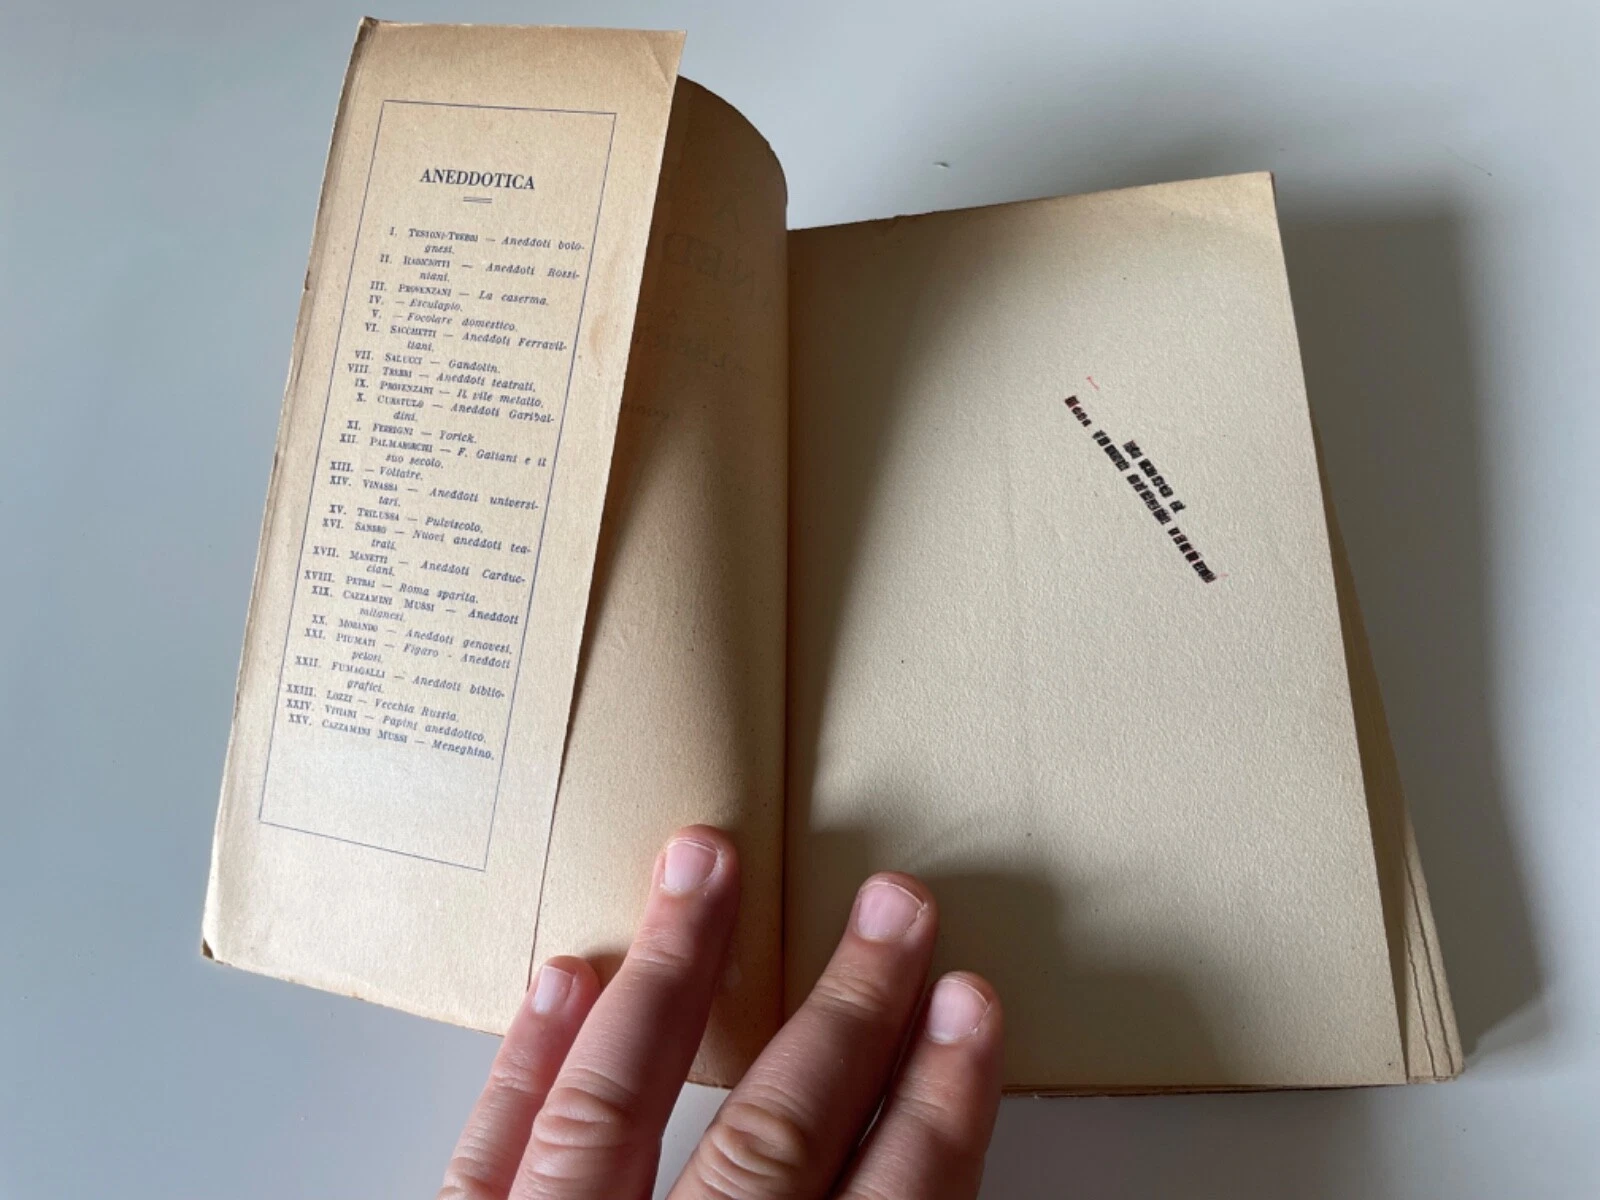 ANEDDOTICA
I. TESTONI-TREBBI — Aneddoti bolo-
gnesi.
II. RADICIOTTI — Aneddoti Rossi-
niani.
III. PROVENZANI — La caserma.
IV. — Esculapio.
V. — Focolare domestico.
VI. SACCHETTI — Aneddoti Ferravil-
liani.
VII. SALUCCI — Gandolin.
VIII. TREBBI — Aneddoti teatrali.
IX. PROVENZANI — Il vile metallo.
X. CURATULO — Aneddoti Garibal-
dini.
XI. FERRIGNI — Yorick.
XII. PALMAROCCHI — F. Galiani e il
suo secolo.
XIII. — Voltaire.
XIV. VINASSA — Aneddoti universi-
tari.
XV. TRILUSSA — Pulviscolo.
XVI. SANBRO — Nuovi aneddoti tea-
trali.
XVII. MANETTI — Aneddoti Carduc-
ciani.
XVIII. PETRAI — Roma sparita.
XIX. CAZZAMINI MUSSI — Aneddoti
milanesi.
XX. MORANDO — Aneddoti genovesi.
XXI. PIUMATI — Figaro - Aneddoti
pelosi.
XXII. FUMAGALLI — Aneddoti biblio-
grafici.
XXIII. LOZZI — Vecchia Russia.
XXIV. VIVIANI — Papini aneddotico.
XXV. CAZZAMINI MUSSI — Meneghino.